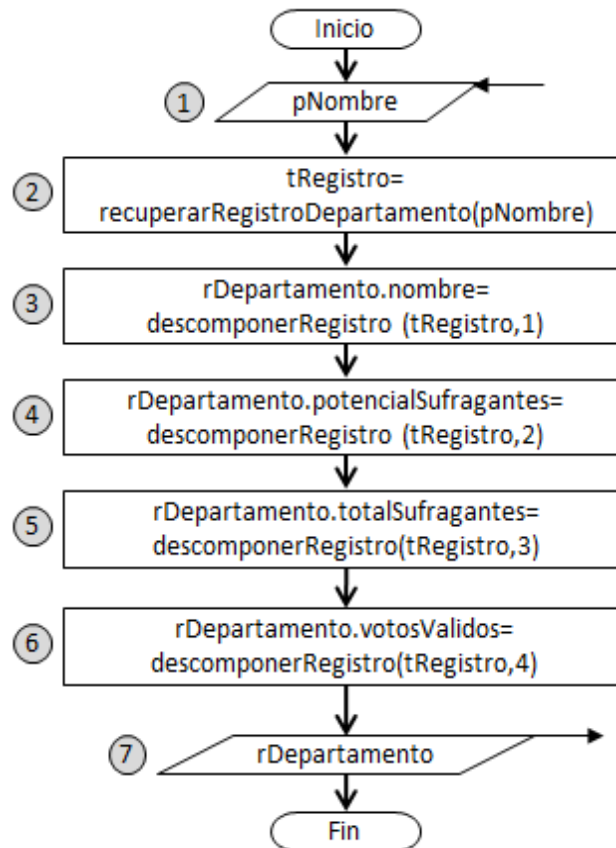 Inicio
1
pNombre
2
tRegistro=
recuperarRegistroDepartamento(pNombre)
3
rDepartamento.nombre=
descomponerRegistro (tRegistro,1)
4
rDepartamento.potencialSufragantes=
descomponerRegistro (tRegistro,2)
5
rDepartamento.totalSufragantes=
descomponerRegistro(tRegistro,3)
6
rDepartamento.votosValidos=
descomponerRegistro(tRegistro,4)
7
rDepartamento
Fin